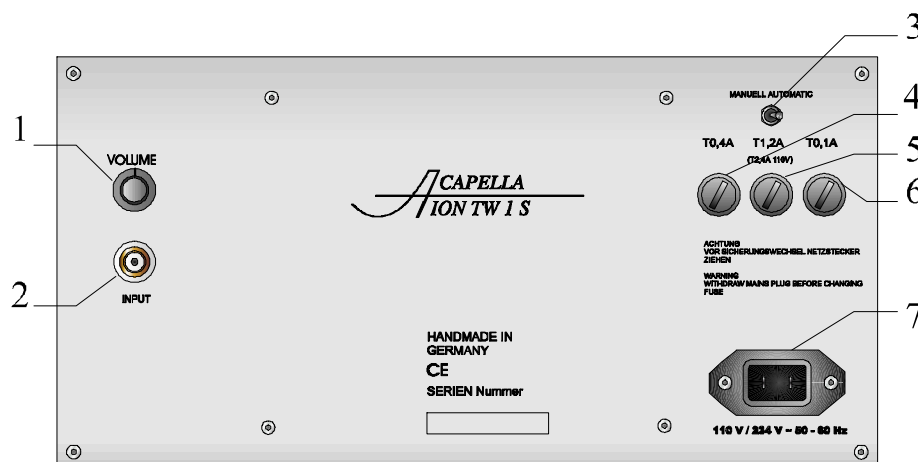 1
VOLUME
2
INPUT
ACAPELLA
ION TW 1 S
HANDMADE IN
GERMANY
CE
SERIEN Nummer
3
MANUELL AUTOMATIC
4
T0,4A T1,2A T0,1A
(T2,4A 110V)
5
6
ACHTUNG
VOR SICHERUNGSWECHSEL NETZSTECKER
ZIEHEN
WARNING
WITHDRAW MAINS PLUG BEFORE CHANGING
FUSE
7
110 V / 234 V ~ 50 - 60 Hz